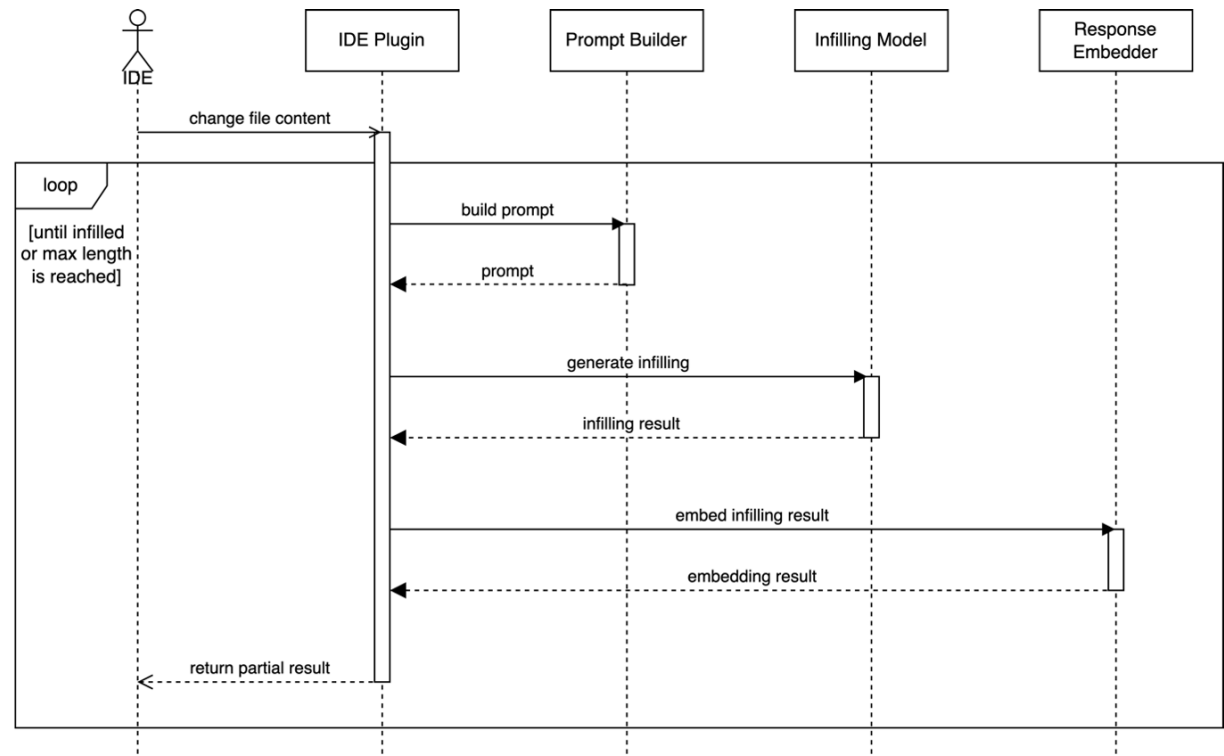 IDE
IDE Plugin
Prompt Builder
Infilling Model
Response
Embedder
change file content
loop
[until infilled
or max length
is reached]
build prompt
prompt
generate infilling
infilling result
embed infilling result
embedding result
return partial result